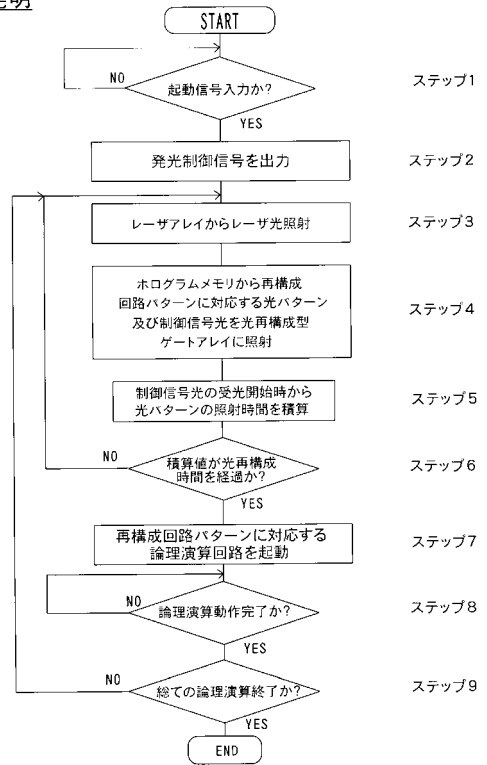 START
NO
起動信号入力か?
ステップ1
YES
発光制御信号を出力
ステップ2
レーザアレイからレーザ光照射
ステップ3
ホログラムメモリから再構成
回路パターンに対応する光パターン
及び制御信号光を光再構成型
ゲートアレイに照射
ステップ4
制御信号光の受光開始時から
光パターンの照射時間を積算
ステップ5
NO
積算値が光再構成
時間を経過か?
ステップ6
YES
再構成回路パターンに対応する
論理演算回路を起動
ステップ7
NO
論理演算動作完了か?
ステップ8
YES
NO
総ての論理演算終了か?
ステップ9
YES
END